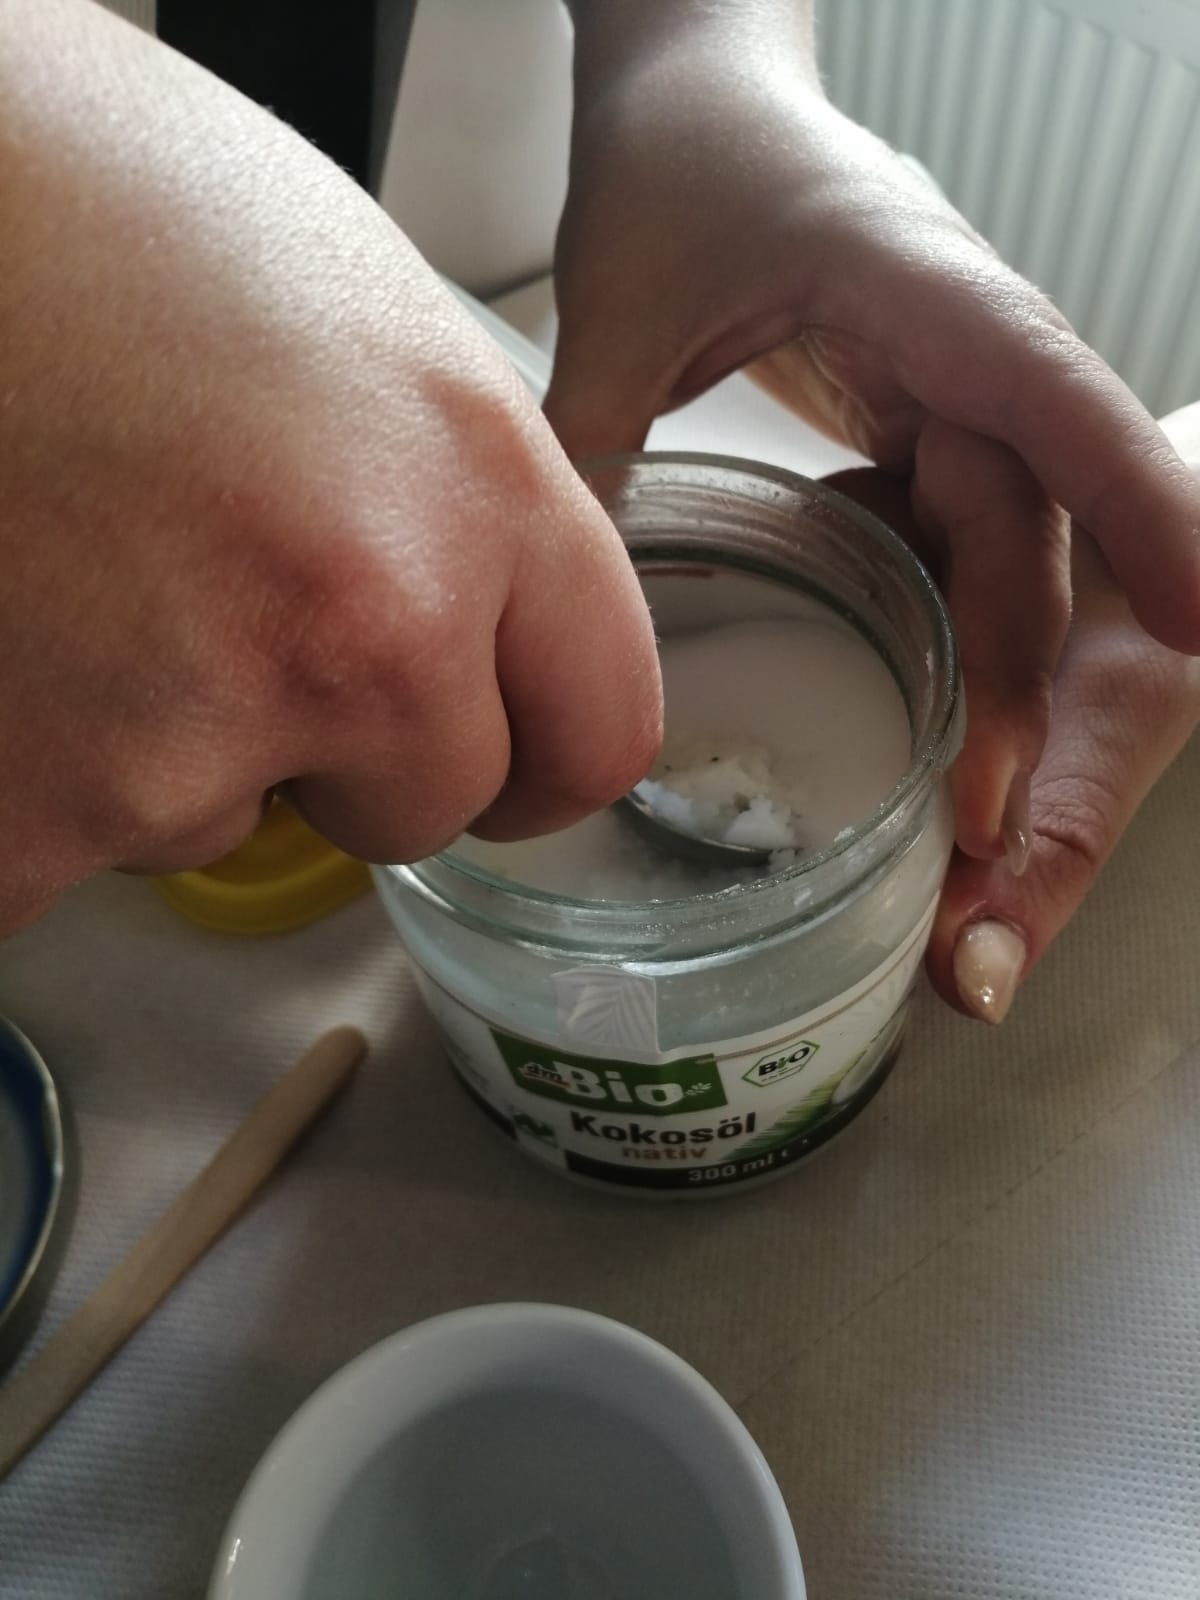 dm Bio
BiO
Kokosöl
nativ
300 ml e